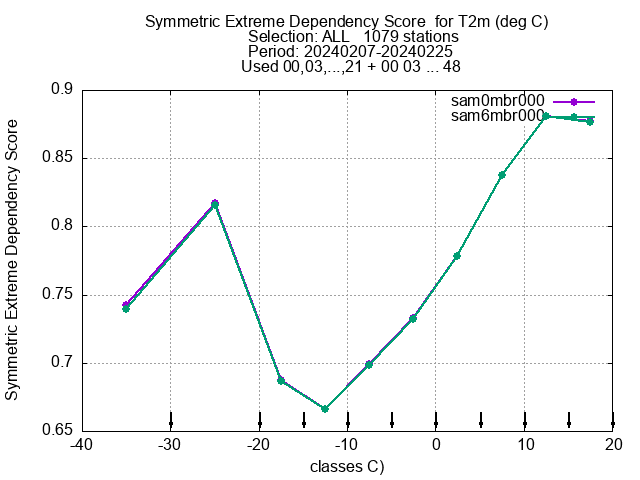 Symmetric Extreme Dependency Score  for T2m (deg C)
Selection: ALL   1079 stations
Period: 20240207-20240225
Used 00,03,...,21 + 00 03 ... 48
sam0mbr000
sam6mbr000
0.9
0.85
0.8
0.75
0.7
0.65
Symmetric Extreme Dependency Score
-40 -30 -20 -10 0 10 20
classes C)